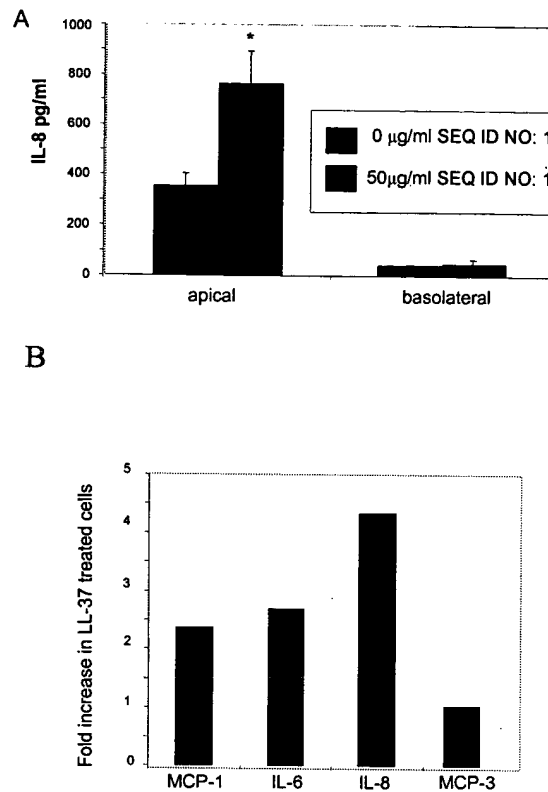 A
1000
800
600
400
200
0
IL-8 pg/ml
*
0 µg/ml SEQ ID NO: 1
50µg/ml SEQ ID NO: 1
apical basolateral
B
5
4
3
2
1
0
Fold increase in LL-37 treated cells
MCP-1 IL-6 IL-8 MCP-3